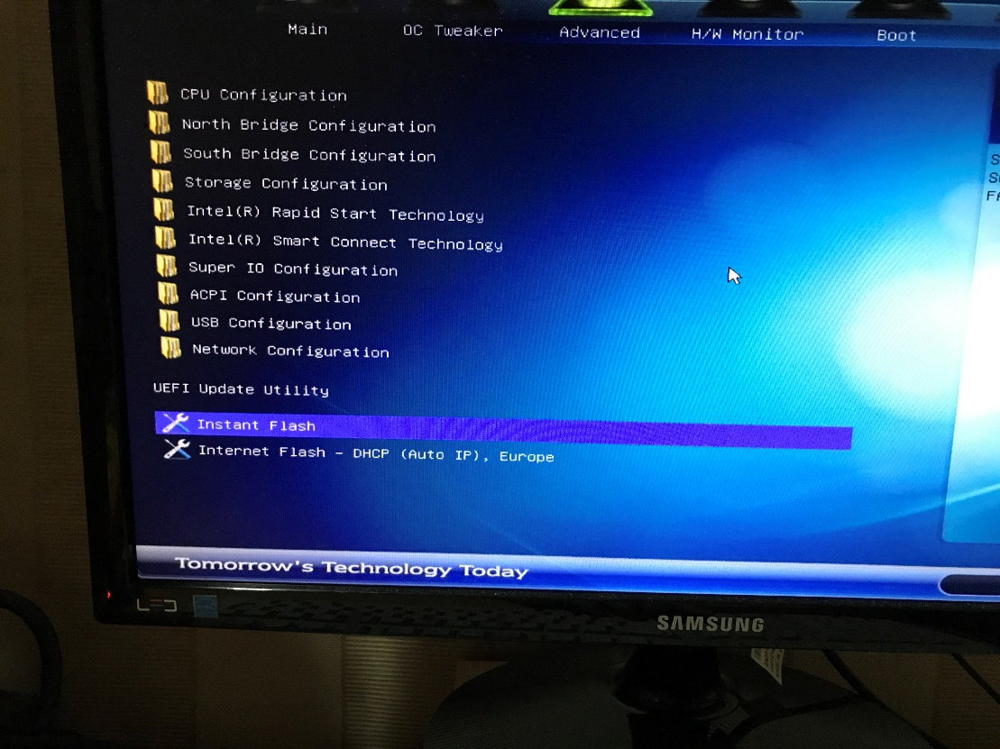 Main OC Tweaker Advanced H/W Monitor Boot
CPU Configuration
North Bridge Configuration
South Bridge Configuration
Storage Configuration
Intel(R) Rapid Start Technology
Intel(R) Smart Connect Technology
Super IO Configuration
ACPI Configuration
USB Configuration
Network Configuration
UEFI Update Utility
Instant Flash
Internet Flash - DHCP (Auto IP), Europe
Tomorrow's Technology Today
LED
SAMSUNG